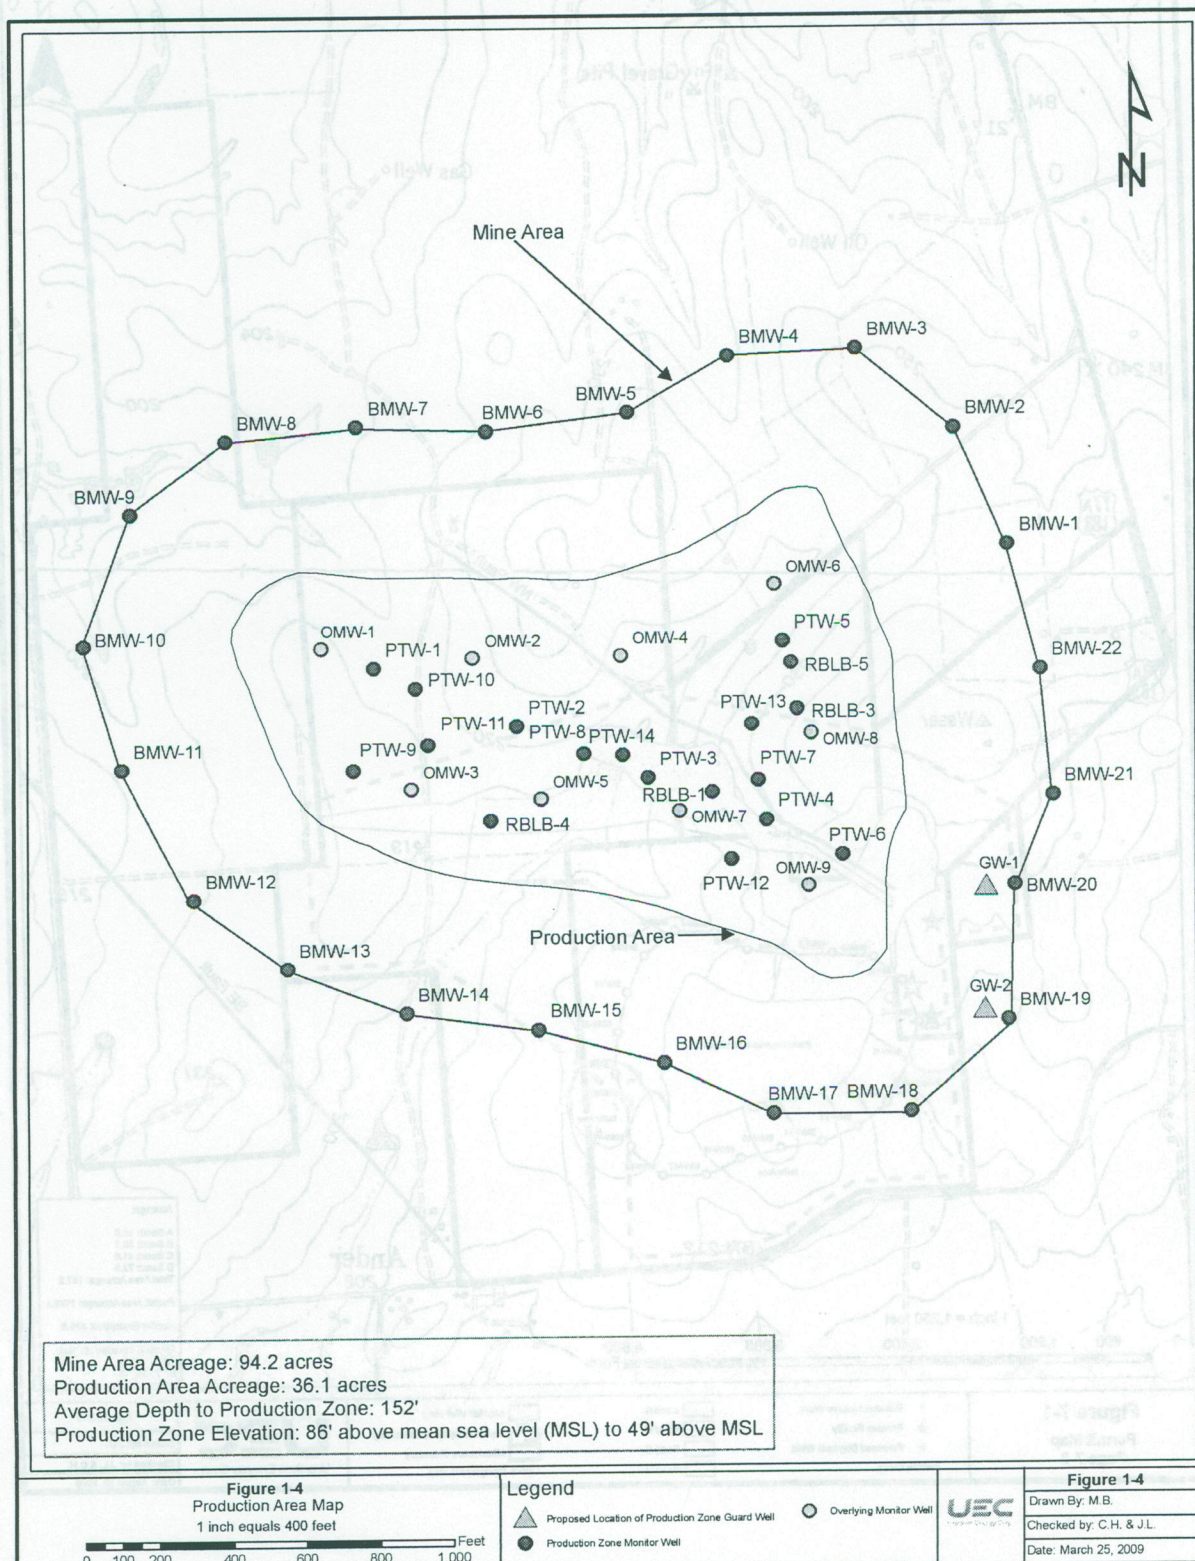 N
Mine Area
BMW-4
BMW-3
BMW-5
BMW-2
BMW-7
BMW-6
BMW-8
BMW-9
BMW-1
OMW-6
PTW-5
OMW-1
PTW-1
OMW-2
OMW-4
BMW-10
RBLB-5
BMW-22
PTW-10
PTW-2
PTW-13
RBLB-3
PTW-11
PTW-8
PTW-14
OMW-8
PTW-9
BMW-11
OMW-3
OMW-5
PTW-3
PTW-7
BMW-21
RBLB-1
PTW-4
OMW-7
RBLB-4
PTW-6
GW-1
PTW-12
OMW-9
BMW-20
BMW-12
Production Area
BMW-13
GW-2
BMW-14
BMW-19
BMW-15
BMW-16
BMW-17
BMW-18
Mine Area Acreage: 94.2 acres
Production Area Acreage: 36.1 acres
Average Depth to Production Zone: 152'
Production Zone Elevation: 86' above mean sea level (MSL) to 49' above MSL
Figure 1-4
Production Area Map
1 inch equals 400 feet
Feet
0 100 200 400 600 800 1,000
Legend
Proposed Location of Production Zone Guard Well
Production Zone Monitor Well
Overlying Monitor Well
UEC
Figure 1-4
Drawn By: M.B.
Checked by: C.H. & J.L.
Date: March 25, 2009